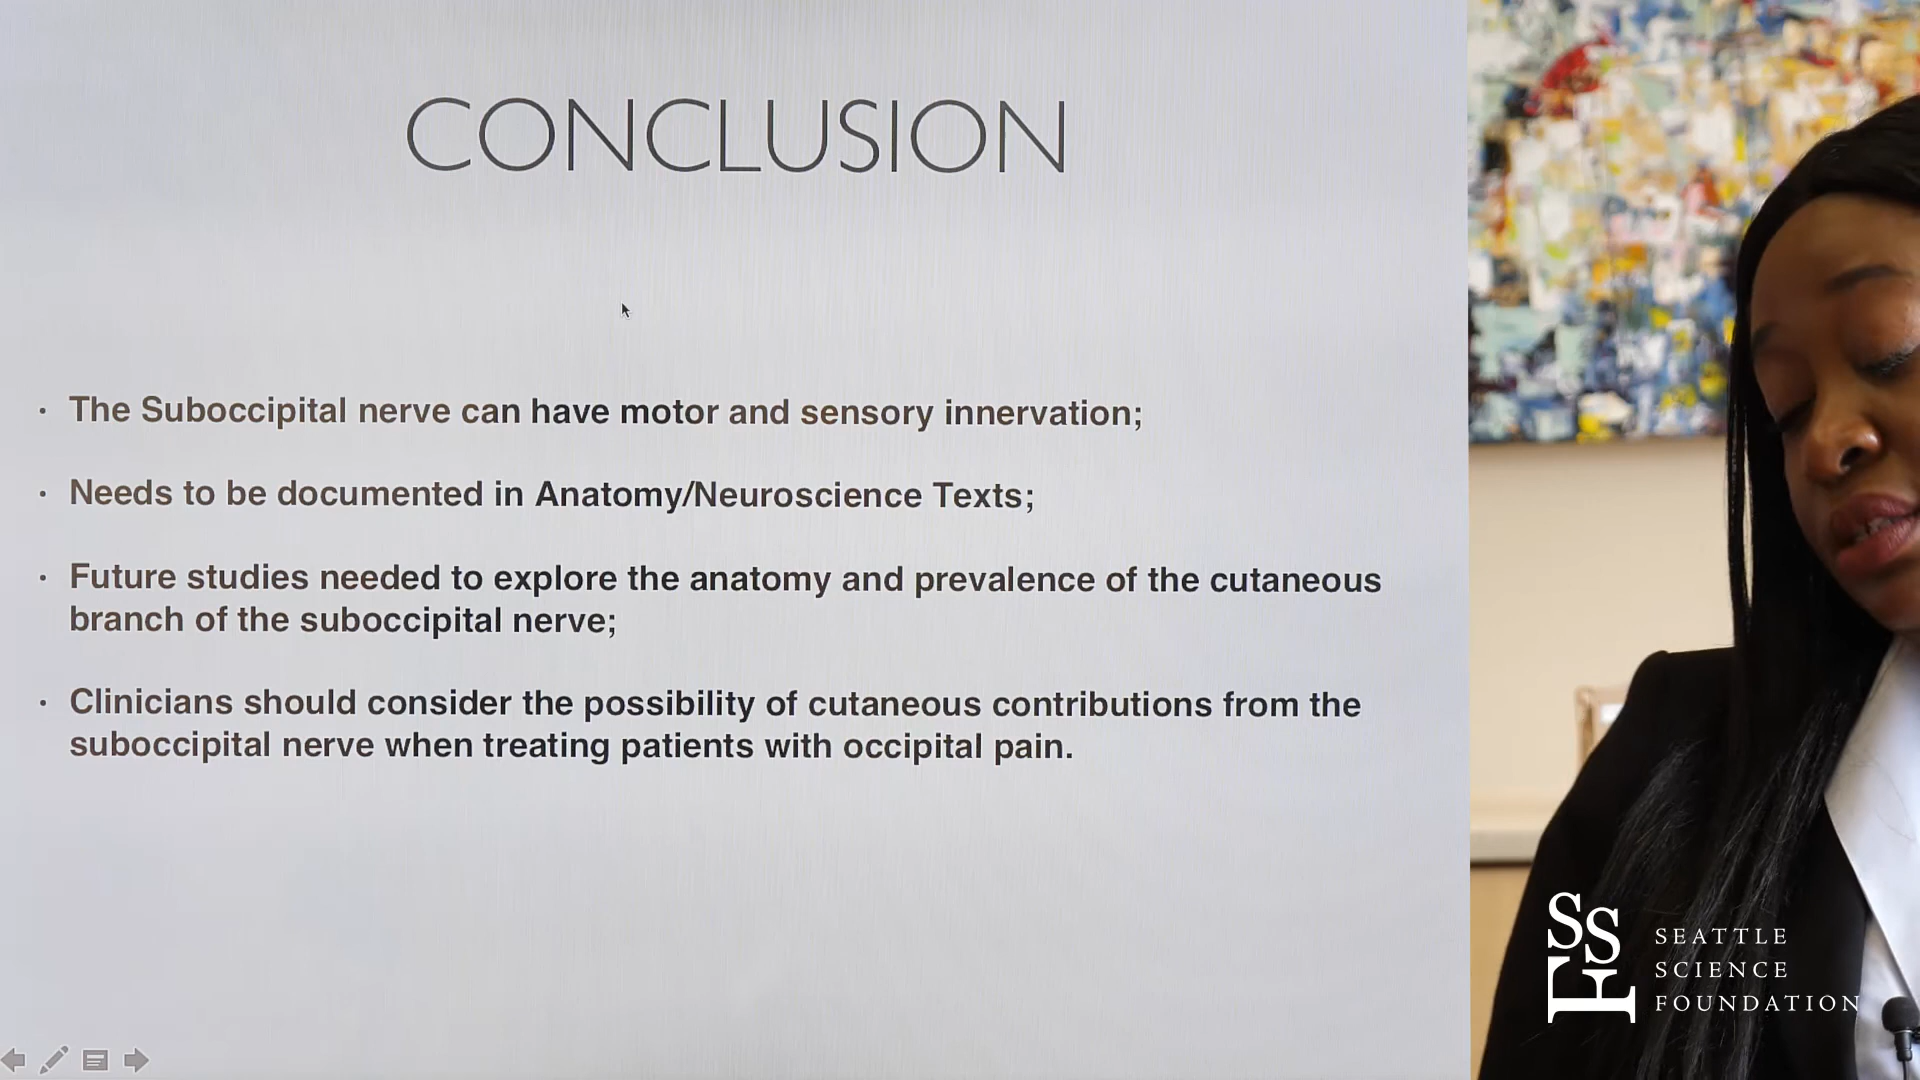 CONCLUSION
· The Suboccipital nerve can have motor and sensory innervation;
· Needs to be documented in Anatomy/Neuroscience Texts;
· Future studies needed to explore the anatomy and prevalence of the cutaneous
branch of the suboccipital nerve;
· Clinicians should consider the possibility of cutaneous contributions from the
suboccipital nerve when treating patients with occipital pain.
SSF
SEATTLE
SCIENCE
FOUNDATION